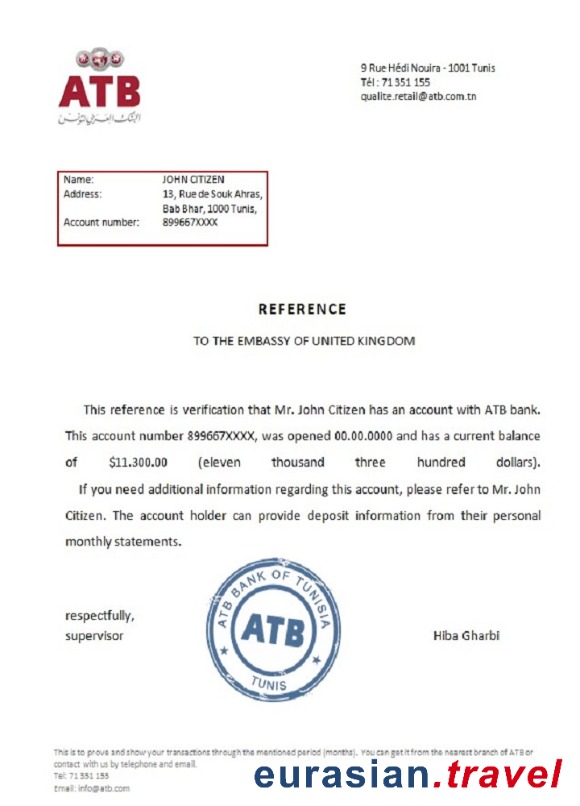 ATB
البنك العربي لتونس
9 Rue Hédi Nouira - 1001 Tunis
Tél : 71 351 155
qualite.retail@atb.com.tn
Name: JOHN CITIZEN
Address: 13, Rue de Souk Ahras,
Bab Bhar, 1000 Tunis,
Account number: 899667XXXX
REFERENCE
TO THE EMBASSY OF UNITED KINGDOM
This reference is verification that Mr. John Citizen has an account with ATB bank.
This account number 899667XXXX, was opened 00.00.0000 and has a current balance
of $11.300.00 (eleven thousand three hundred dollars).
If you need additional information regarding this account, please refer to Mr. John
Citizen. The account holder can provide deposit information from their personal
monthly statements.
ATB BANK OF TUNISIA
ATB
TUNIS
respectfully,
supervisor Hiba Gharbi
This is to prove and show your transactions through the mentioned period (months). You can get it from the nearest branch of ATB or
contact with us by telephone and email.
Tel: 71 351 155
Email: info@atb.com
eurasian.travel